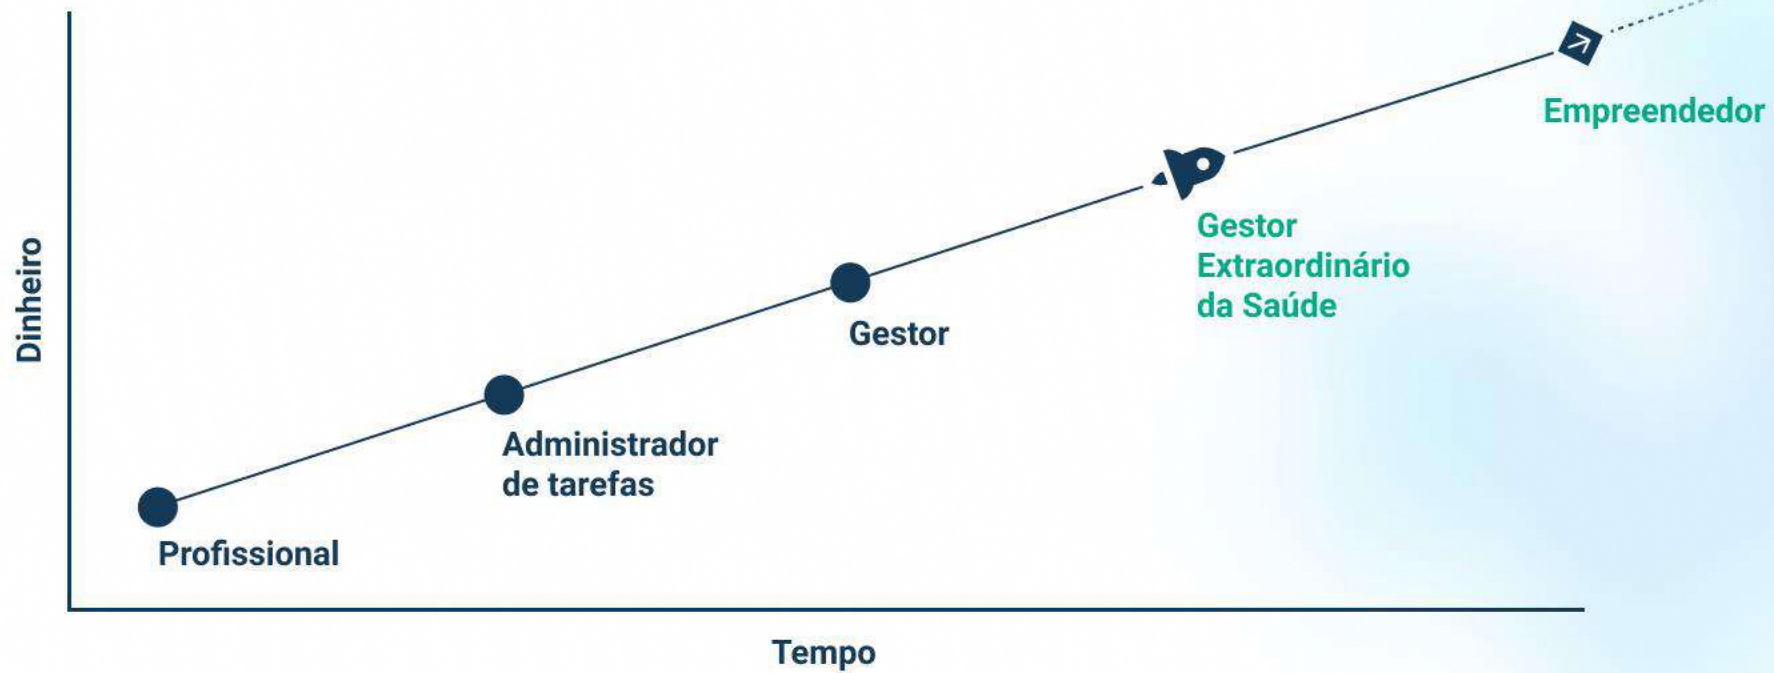 Empreendedor
Gestor
Extraordinário
da Saúde
Gestor
Administrador
de tarefas
Profissional
Dinheiro
Tempo